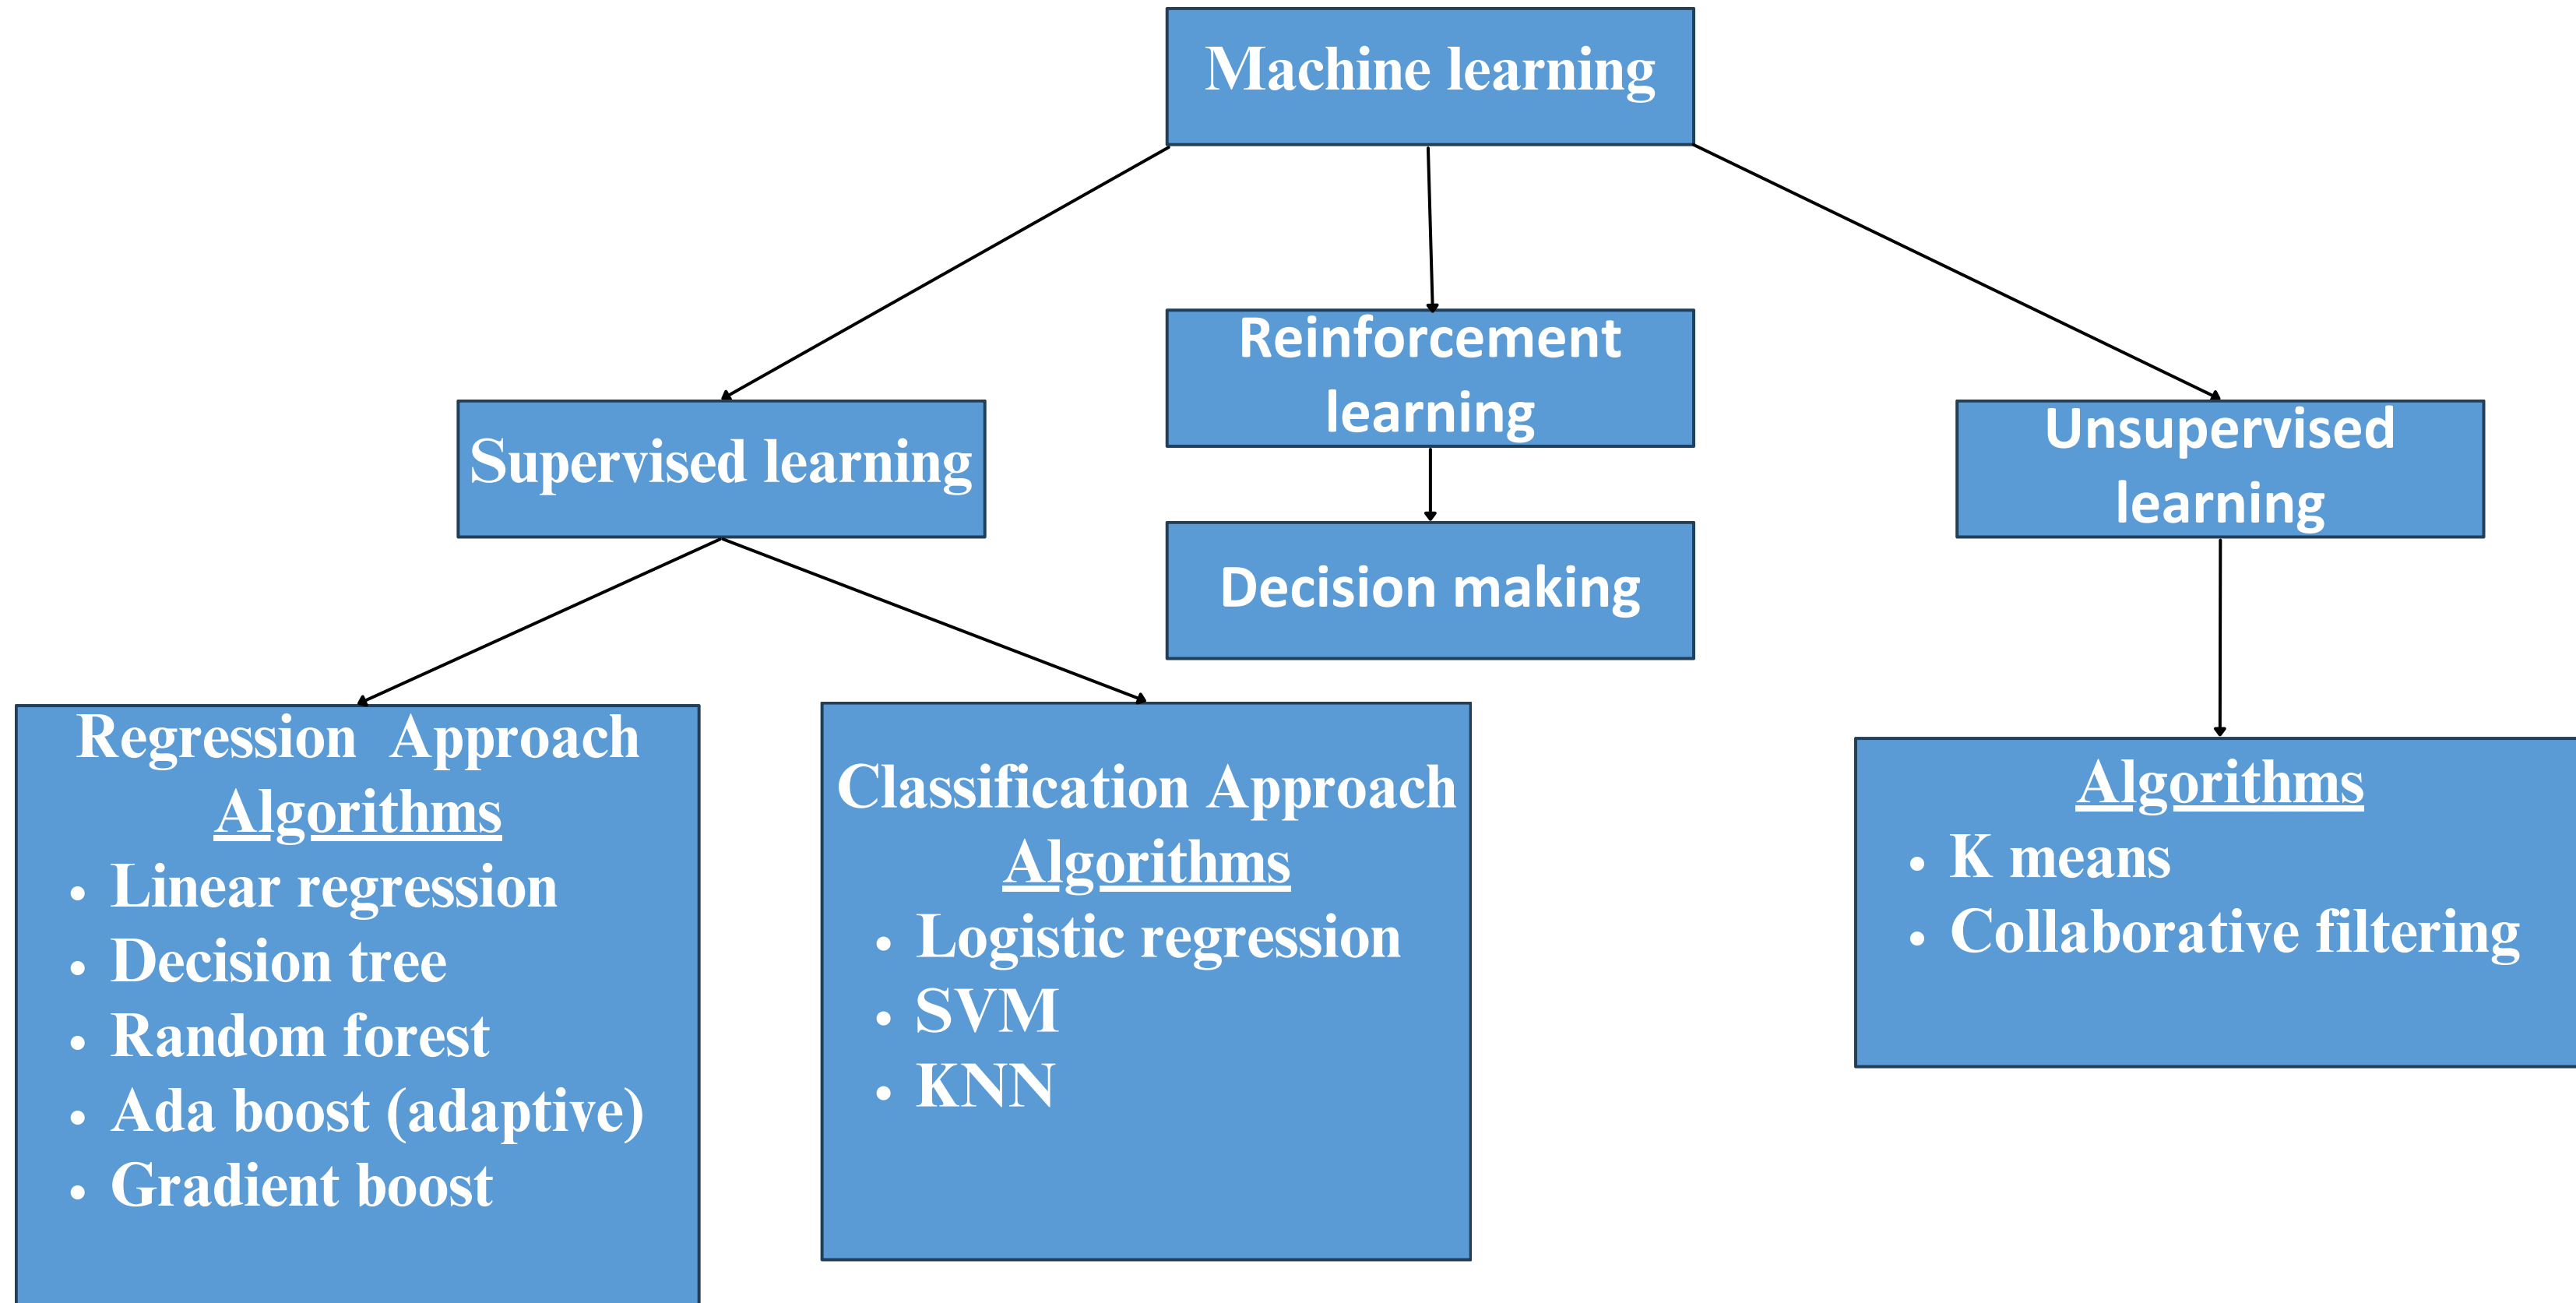 Machine learning
Reinforcement
learning
Supervised learning
Unsupervised
learning
Decision making
Regression  Approach
Algorithms
• Linear regression
• Decision tree
• Random forest
• Ada boost (adaptive)
• Gradient boost
Classification Approach
Algorithms
• Logistic regression
• SVM
• KNN
Algorithms
• K means
• Collaborative filtering